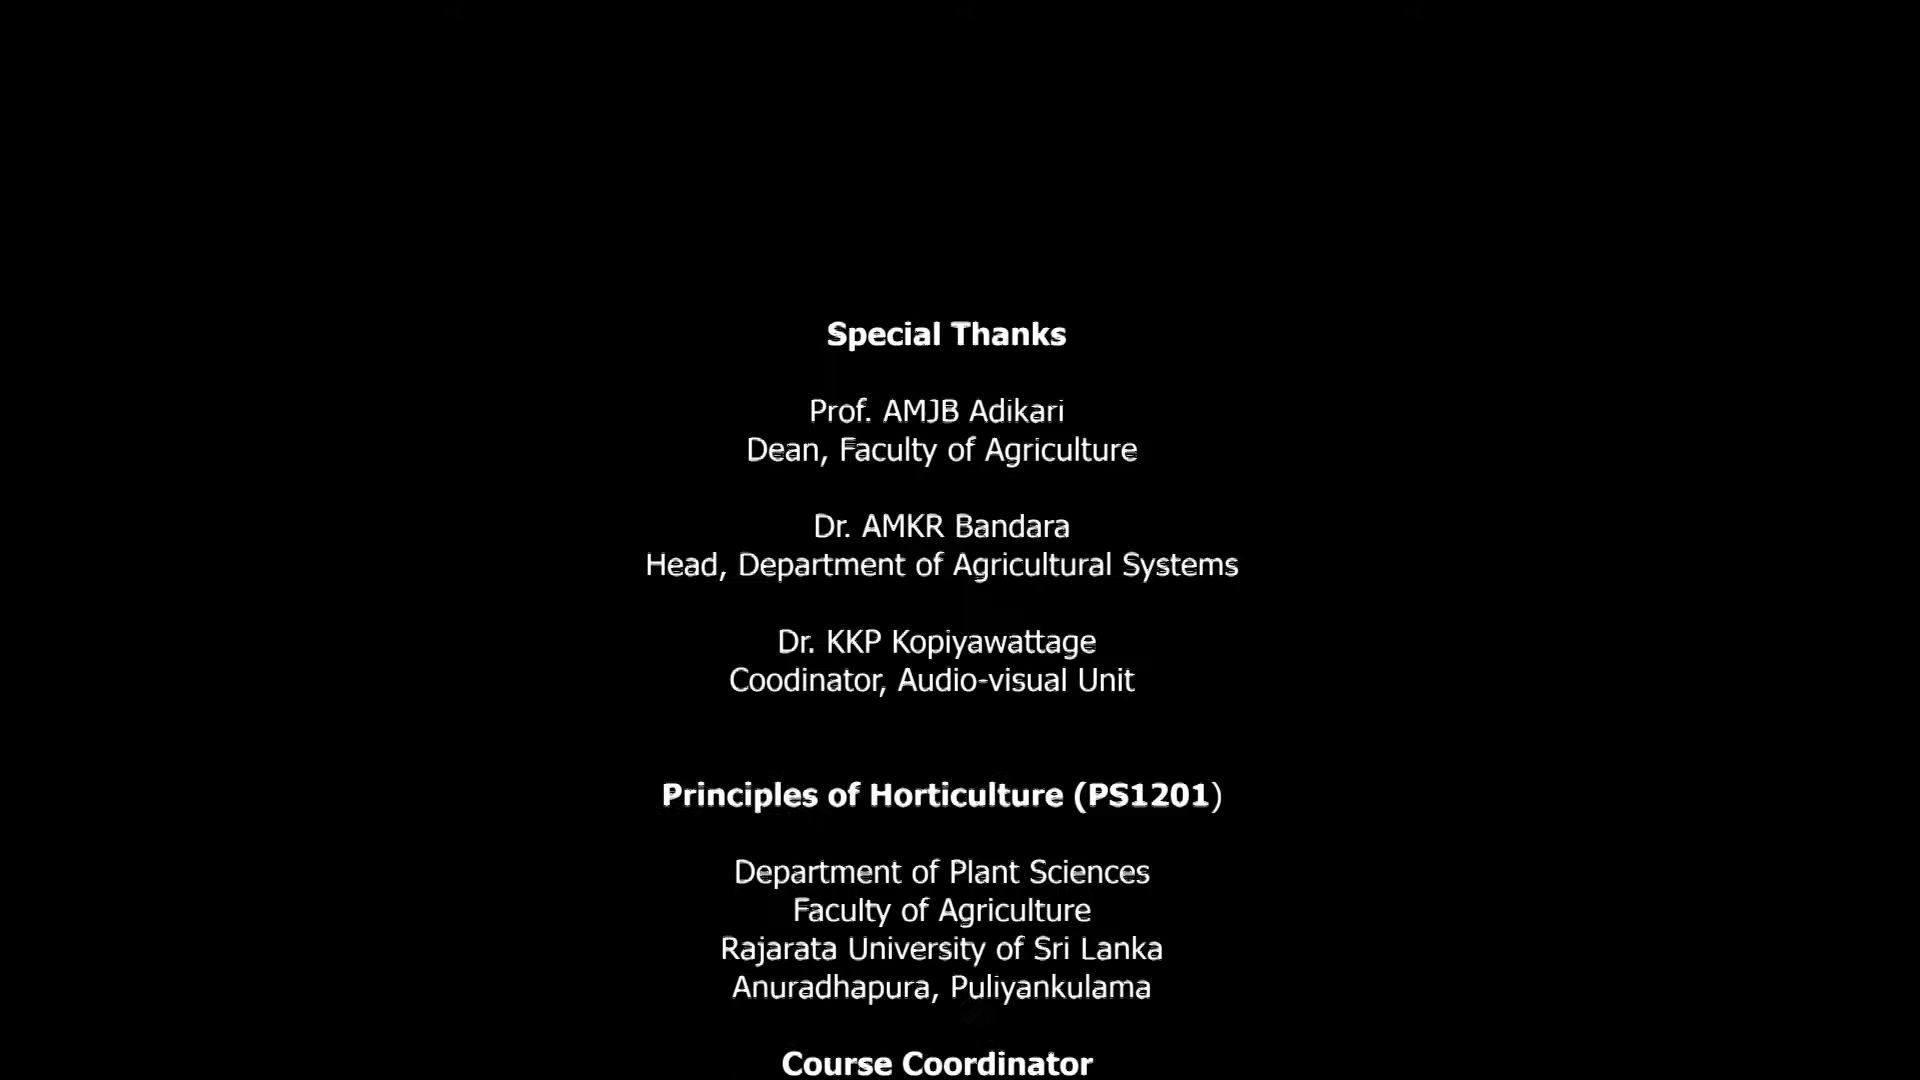 Special Thanks
Prof. AMJB Adikari
Dean, Faculty of Agriculture
Dr. AMKR Bandara
Head, Department of Agricultural Systems
Dr. KKP Kopiyawattage
Coodinator, Audio-visual Unit
Principles of Horticulture (PS1201)
Department of Plant Sciences
Faculty of Agriculture
Rajarata University of Sri Lanka
Anuradhapura, Puliyankulama
Course Coordinator